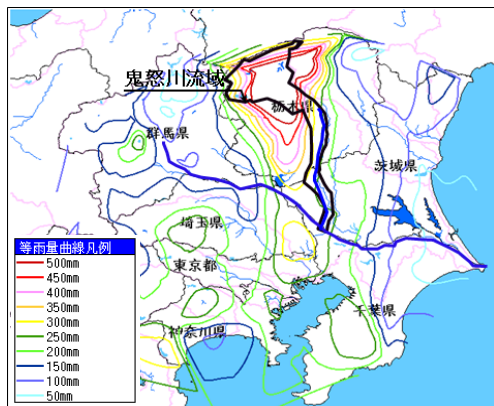 鬼怒川流域
栃木県
群馬県
茨城県
埼玉県
等雨量曲線凡例
500mm
450mm
400mm
350mm
300mm
250mm
200mm
150mm
100mm
50mm
東京都
千葉県
神奈川県